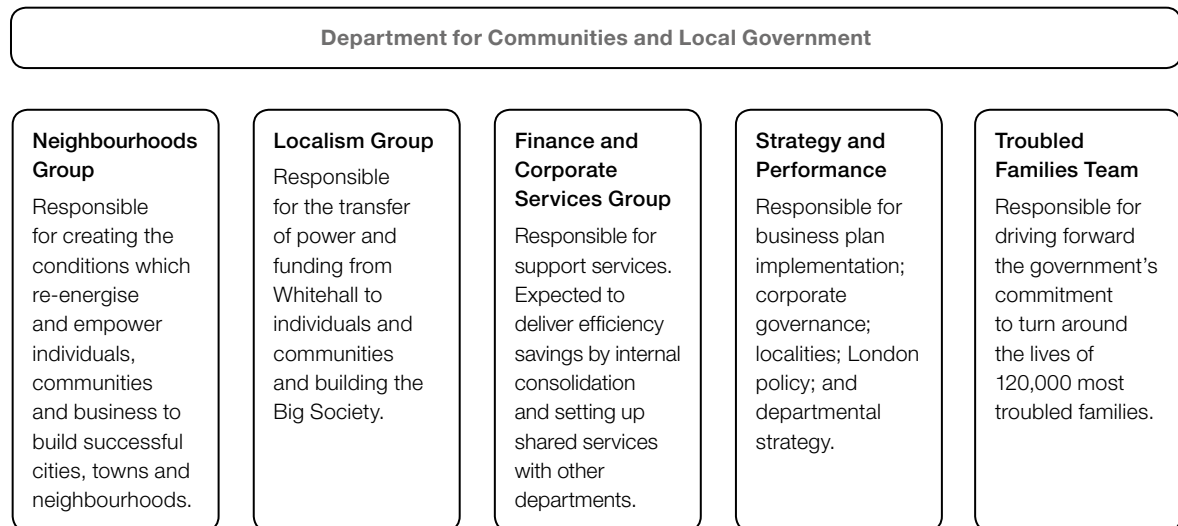 Department for Communities and Local Government
Neighbourhoods
Group
Responsible
for creating the
conditions which
re-energise
and empower
individuals,
communities
and business to
build successful
cities, towns and
neighbourhoods.
Localism Group
Responsible
for the transfer
of power and
funding from
Whitehall to
individuals and
communities
and building the
Big Society.
Finance and
Corporate
Services Group
Responsible for
support services.
Expected to
deliver efficiency
savings by internal
consolidation
and setting up
shared services
with other
departments.
Strategy and
Performance
Responsible for
business plan
implementation;
corporate
governance;
localities; London
policy; and
departmental
strategy.
Troubled
Families Team
Responsible for
driving forward
the government’s
commitment
to turn around
the lives of
120,000 most
troubled families.